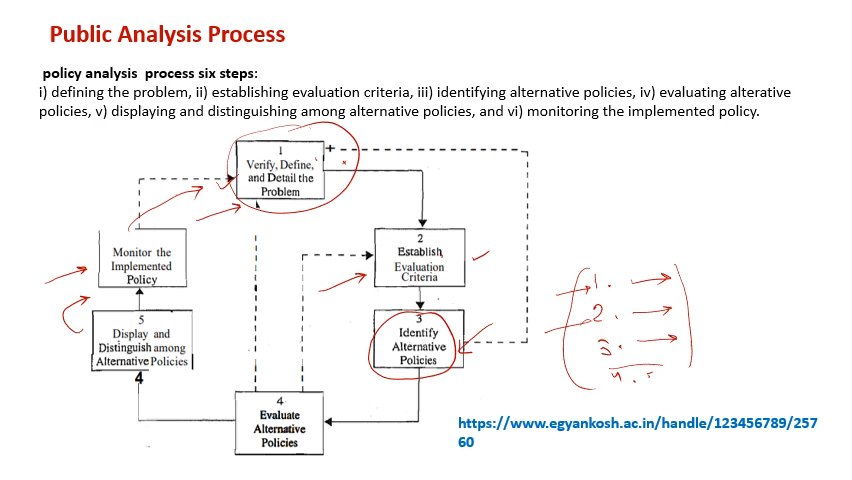 Public Analysis Process
policy analysis  process six steps:
i) defining the problem, ii) establishing evaluation criteria, iii) identifying alternative policies, iv) evaluating alterative
policies, v) displaying and distinguishing among alternative policies, and vi) monitoring the implemented policy.
1
Verify, Define,
and Detail the
Problem
2
Establish
Evaluation
Criteria
3
Identify
Alternative
Policies
4
Evaluate
Alternative
Policies
5
Display and
Distinguish among
Alternative Policies
4
Monitor the
Implemented
Policy
1.
2.
3.
https://www.egyankosh.ac.in/handle/123456789/257
60